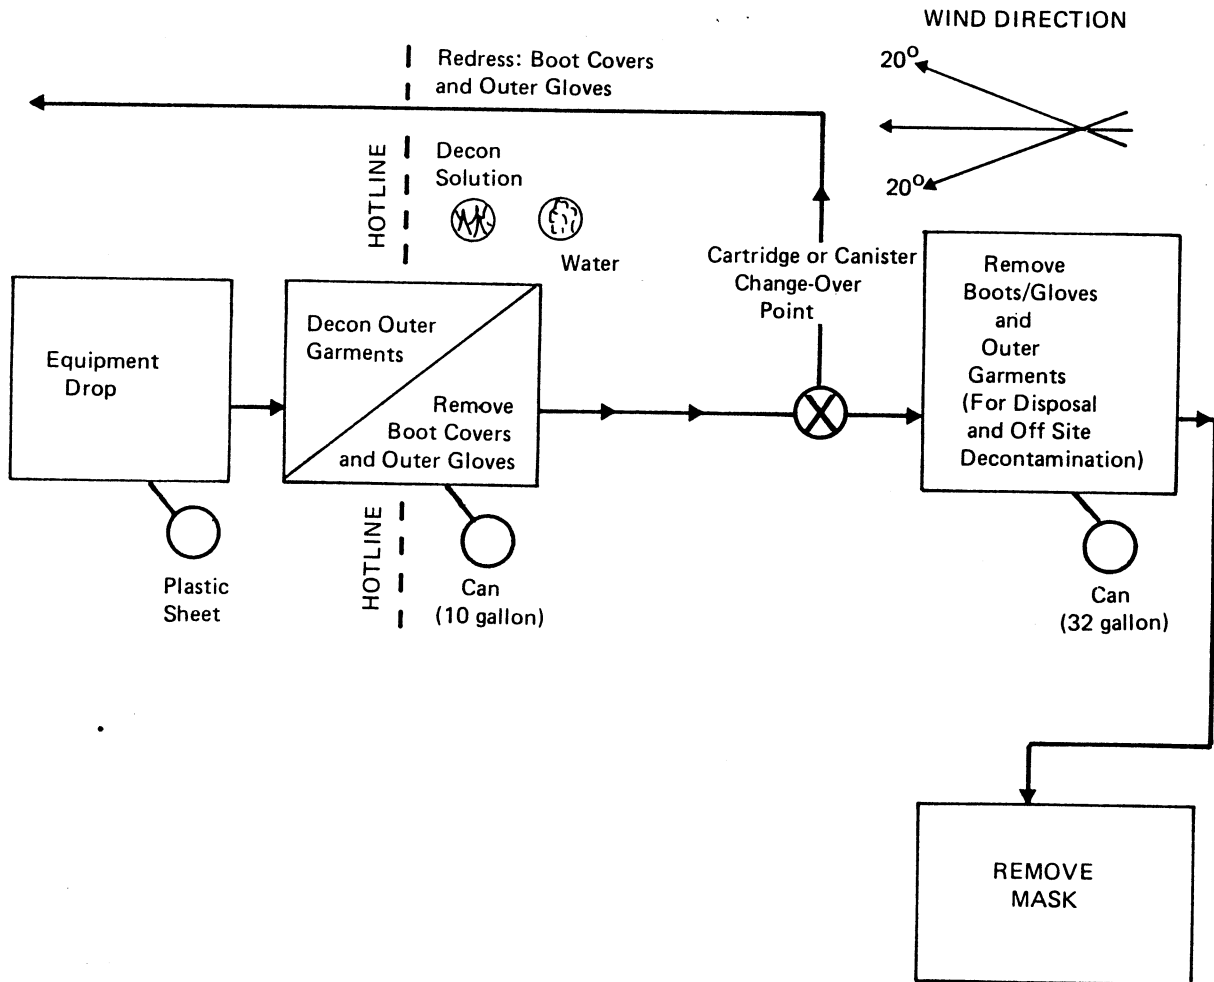 WIND DIRECTION
20°
20°
Redress: Boot Covers
and Outer Gloves
HOTLINE
Decon
Solution
Water
Cartridge or Canister
Change-Over
Point
Equipment
Drop
Decon Outer
Garments
Remove
Boot Covers
and Outer Gloves
X
Remove
Boots/Gloves
and
Outer
Garments
(For Disposal
and Off Site
Decontamination)
Plastic
Sheet
HOTLINE
Can
(10 gallon)
Can
(32 gallon)
REMOVE
MASK